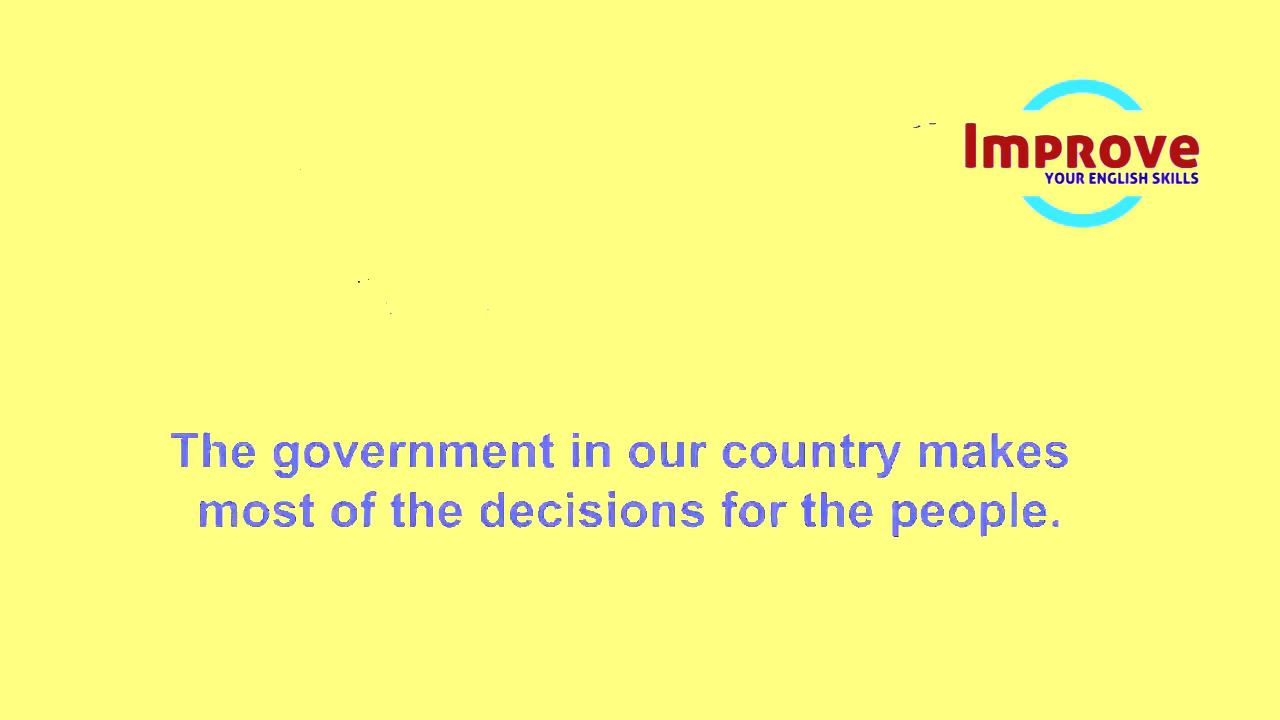 Improve
YOUR ENGLISH SKILLS
The government in our country makes
most of the decisions for the people.